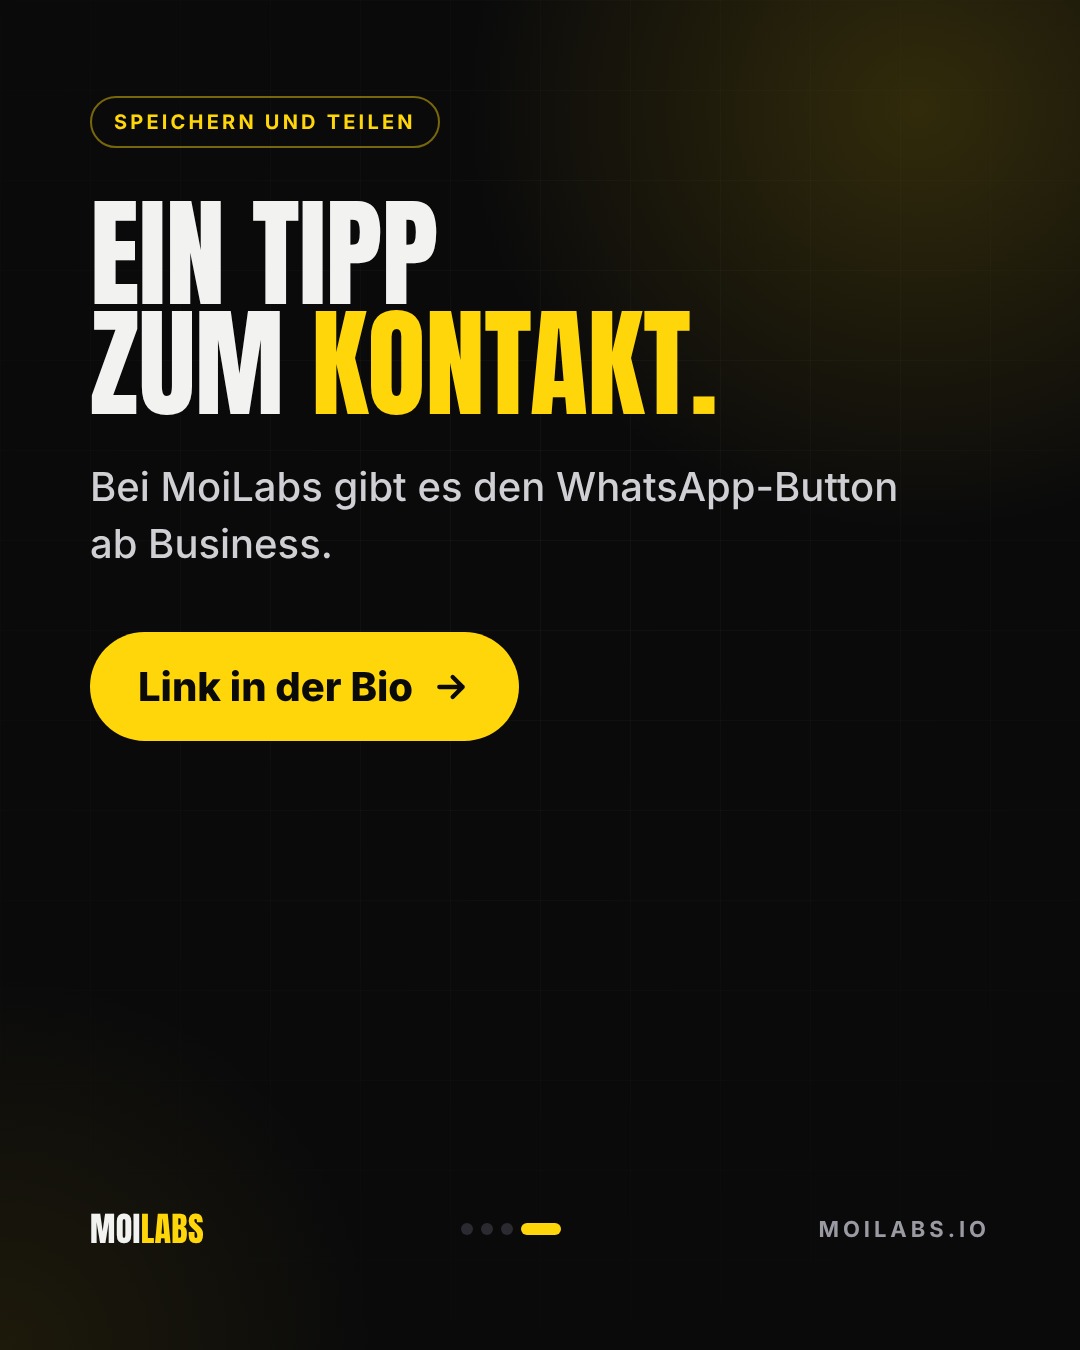 SPEICHERN UND TEILEN
EIN TIPP
ZUM KONTAKT.
Bei MoiLabs gibt es den WhatsApp-Button
ab Business.
Link in der Bio →
MOILABS
MOILABS.IO